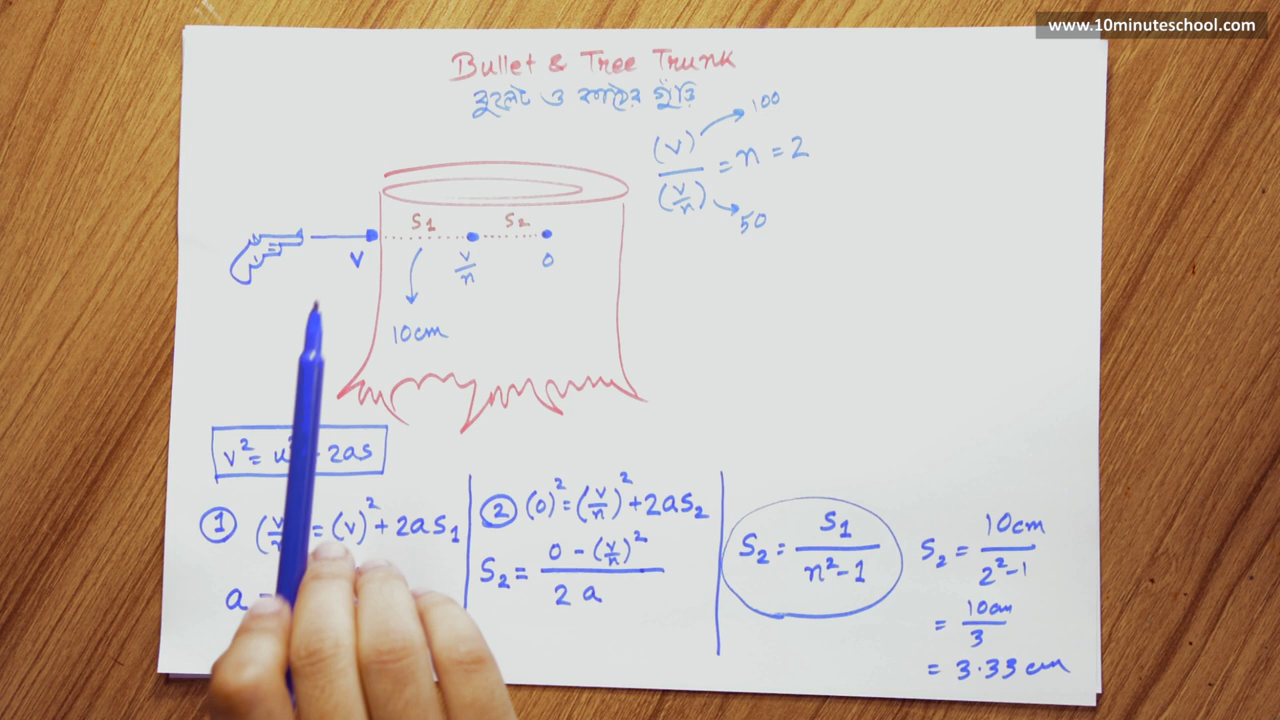 www.10minuteschool.com
Bullet & Tree Trunk
বুলেট ও কাঠের গুঁড়ি
(v) / (v/n) = n = 2
100
50
S1 S2
v v/n 0
10cm
v² = u² 2as
1 (v = (v)² + 2aS1
a =
2 (0)² = (v/n)² + 2aS2
S2 = 0 - (v/n)² / 2a
S2 = S1 / n²-1
S2 = 10cm / 2²-1
= 10cm / 3
= 3.33 cm